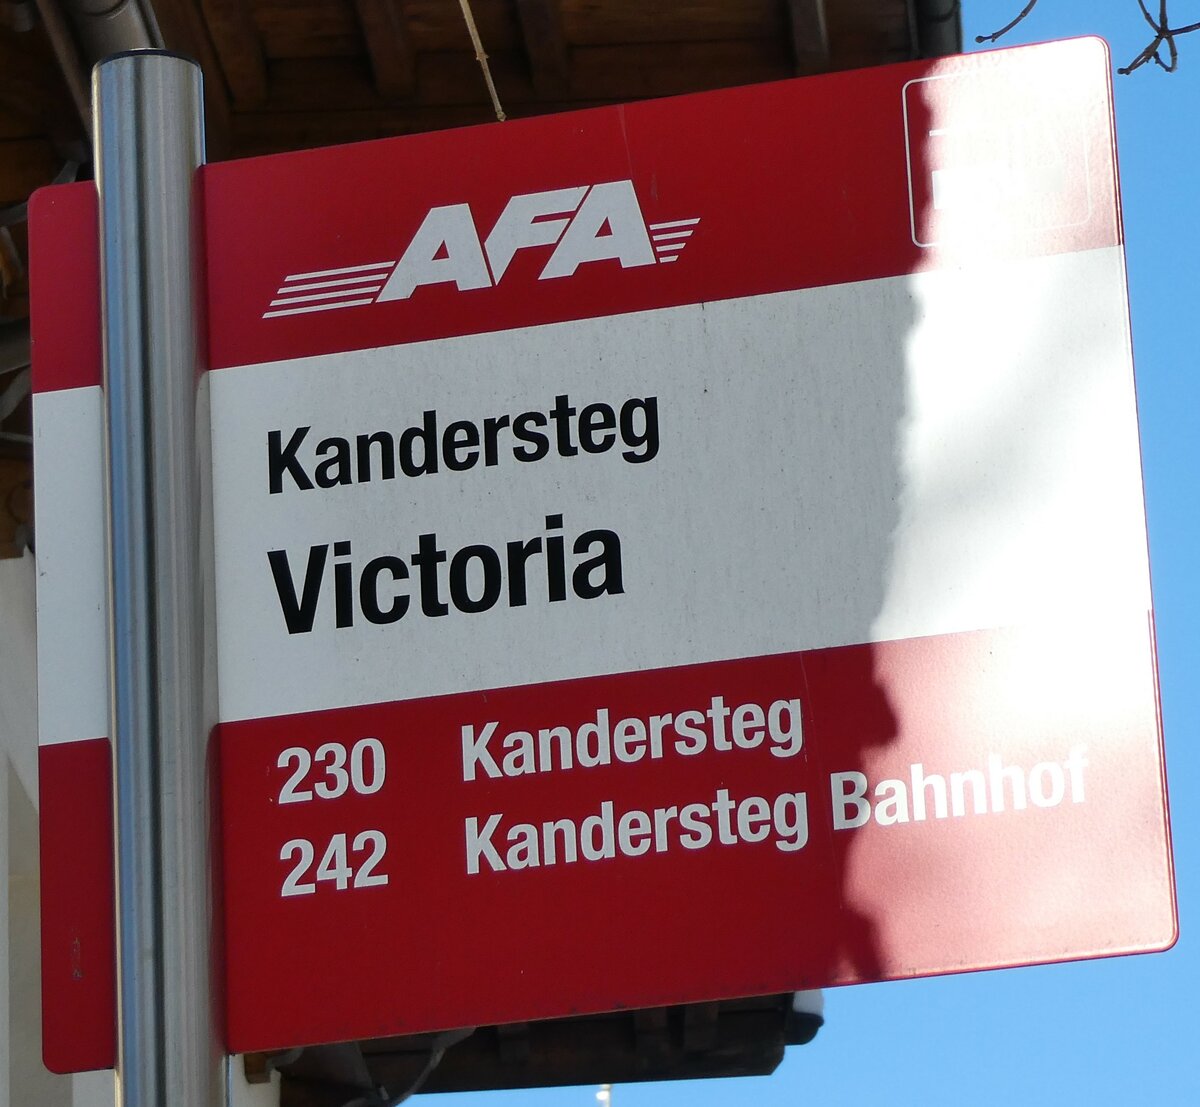 AFA
Kandersteg
Victoria
230 Kandersteg
242 Kandersteg Bahnhof